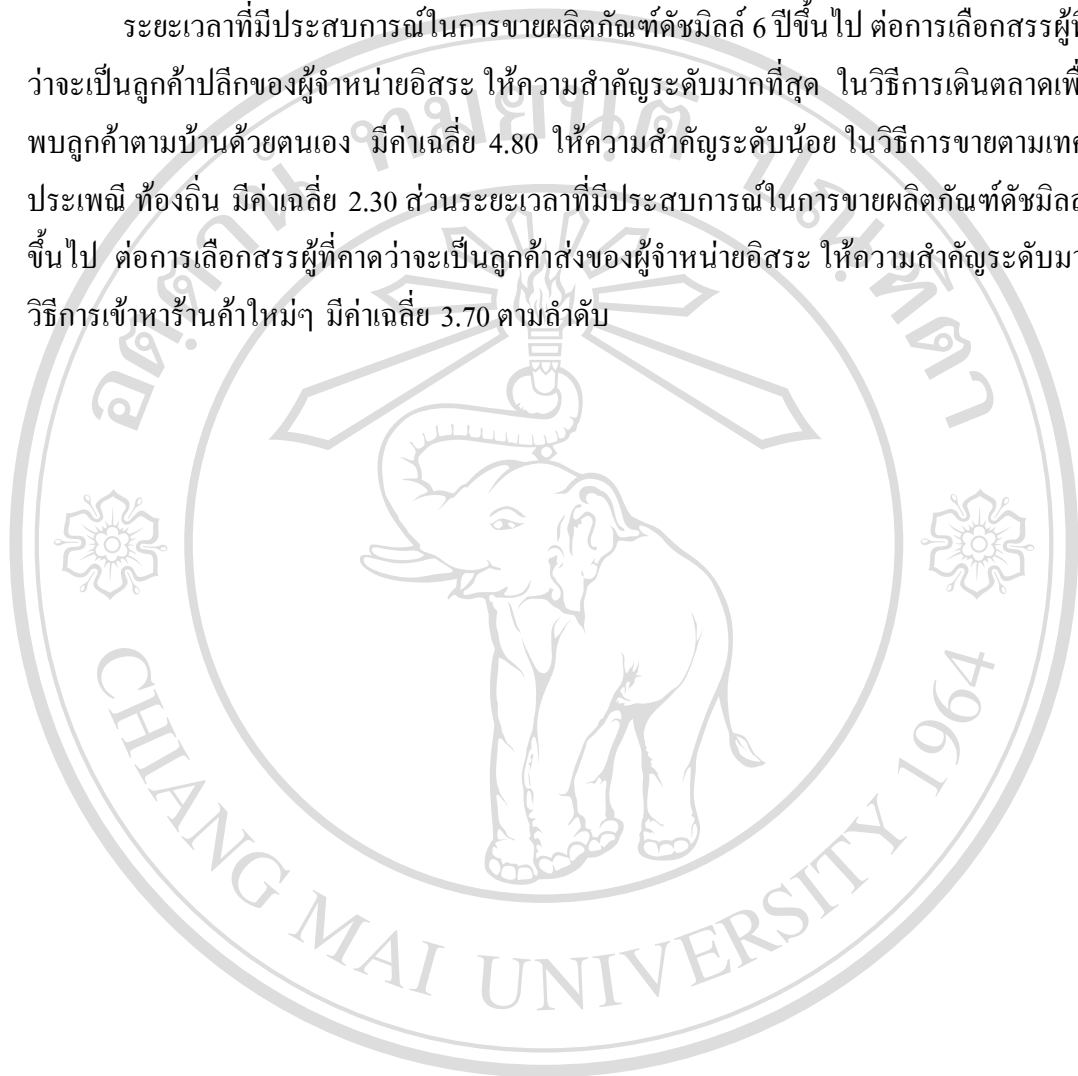 ระยะเวลาที่มีประสบการณ์ในการขายผลิตภัณฑ์ดัชมิลล์ 6 ปีขึ้นไป ต่อการเลือกสรรผู้ที่
ว่าจะเป็นลูกค้าปลีกของผู้จำหน่ายอิสระ ให้ความสำคัญระดับมากที่สุด ในวิธีการเดินตลาดเพื่
พบลูกค้าตามบ้านด้วยตนเอง มีค่าเฉลี่ย 4.80 ให้ความสำคัญระดับน้อย ในวิธีการขายตามเทศ
ประเพณี ท้องถิ่น มีค่าเฉลี่ย 2.30 ส่วนระยะเวลาที่มีประสบการณ์ในการขายผลิตภัณฑ์ดัชมิลล
ขึ้นไป ต่อการเลือกสรรผู้ที่คาดว่าจะเป็นลูกค้าส่งของผู้จำหน่ายอิสระ ให้ความสำคัญระดับมา
วิธีการเข้าหาร้านค้าใหม่ๆ มีค่าเฉลี่ย 3.70 ตามลำดับ
อตฺตานํ ทมยนฺติ ปณฺฑิตา
CHIANG MAI UNIVERSITY 1964